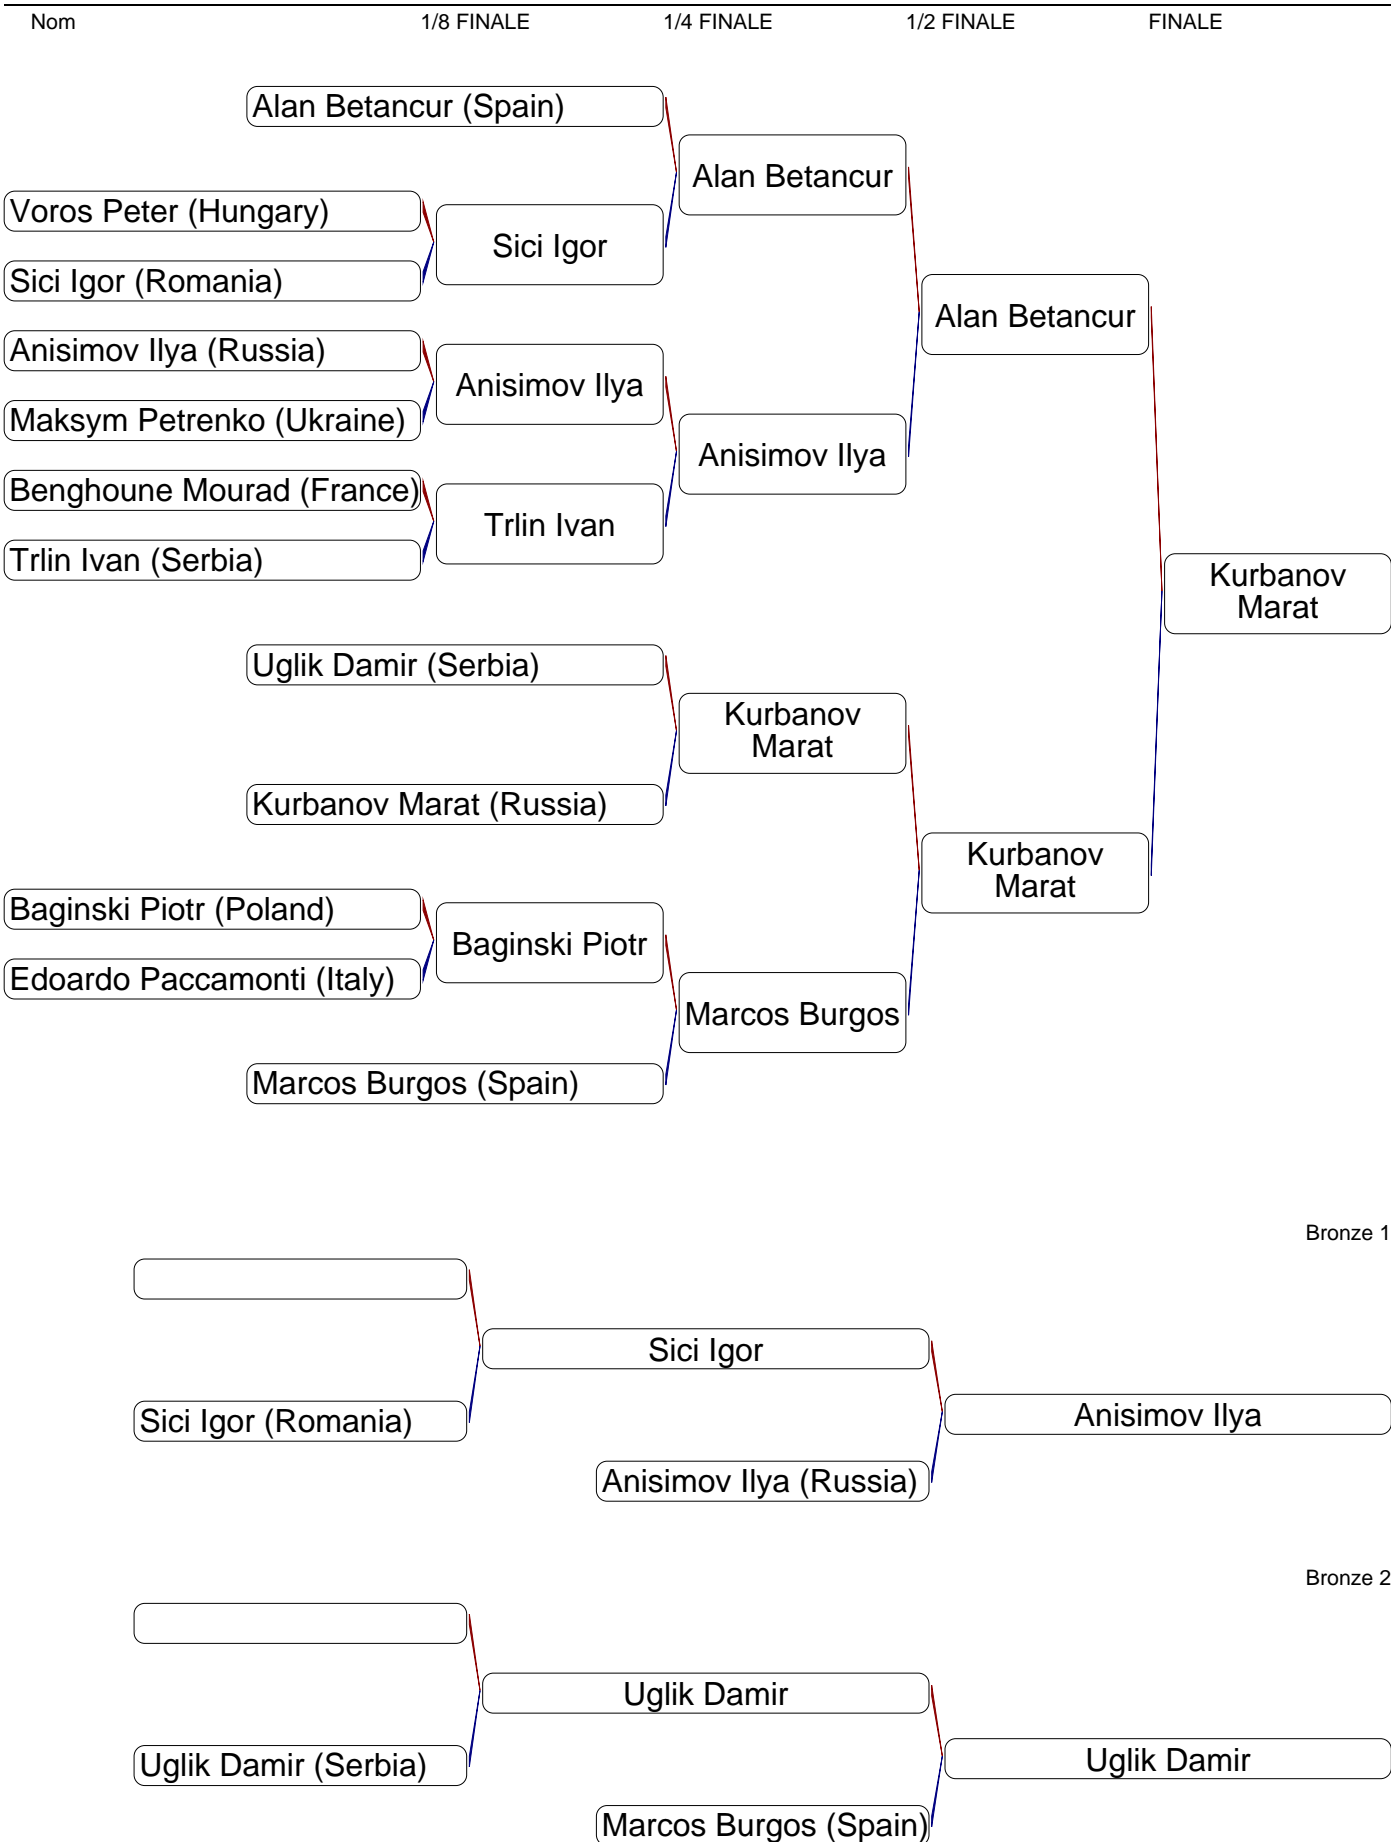 Nom 1/8 FINALE 1/4 FINALE 1/2 FINALE FINALE
Alan Betancur (Spain)
Alan Betancur
Voros Peter (Hungary)
Sici Igor
Sici Igor (Romania)
Alan Betancur
Anisimov Ilya (Russia)
Anisimov Ilya
Maksym Petrenko (Ukraine)
Anisimov Ilya
Benghoune Mourad (France)
Trlin Ivan
Trlin Ivan (Serbia)
Kurbanov
Marat
Uglik Damir (Serbia)
Kurbanov
Marat
Kurbanov Marat (Russia)
Kurbanov
Marat
Baginski Piotr (Poland)
Baginski Piotr
Edoardo Paccamonti (Italy)
Marcos Burgos
Marcos Burgos (Spain)
Bronze 1
Sici Igor
Sici Igor (Romania)
Anisimov Ilya
Anisimov Ilya (Russia)
Bronze 2
Uglik Damir
Uglik Damir (Serbia)
Uglik Damir
Marcos Burgos (Spain)